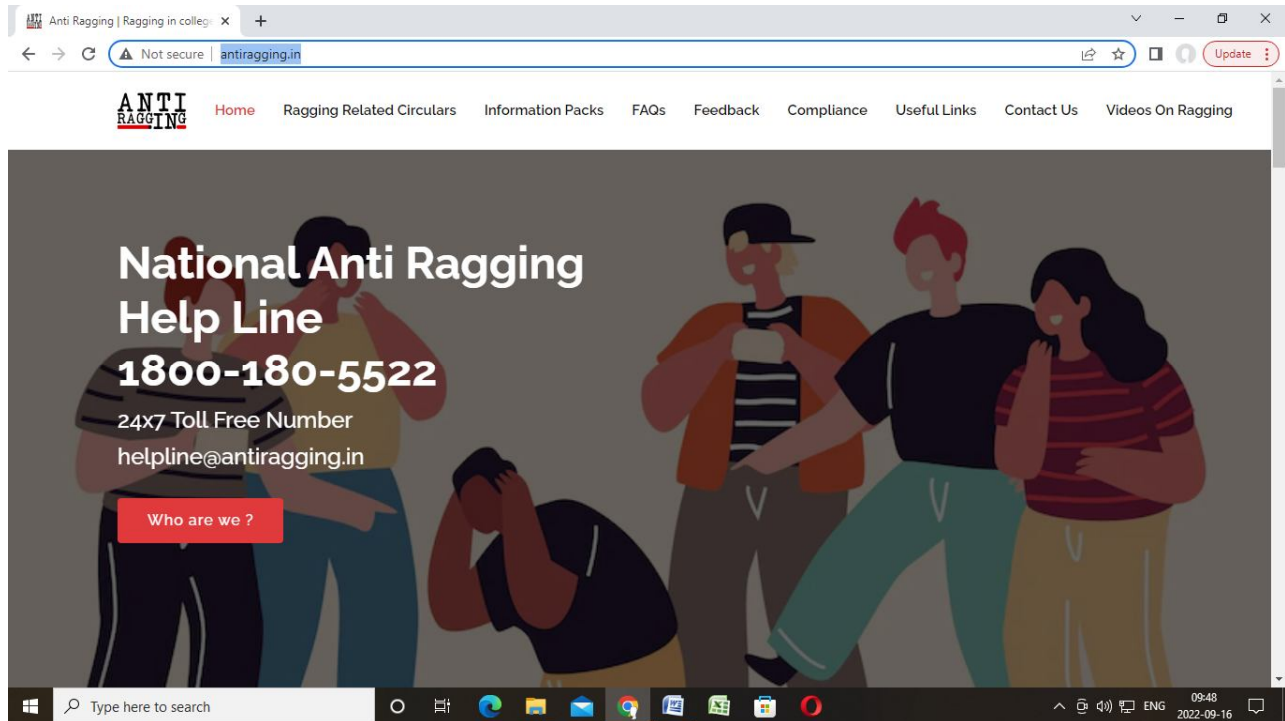 Anti Ragging | Ragging in colleg
Not secure | antiragging.in
Update
ANTI
RAGGING
Home Ragging Related Circulars Information Packs FAQs Feedback Compliance Useful Links Contact Us Videos On Ragging
National Anti Ragging
Help Line
1800-180-5522
24x7 Toll Free Number
helpline@antiragging.in
Who are we ?
Type here to search
ENG
09:48
2022-09-16